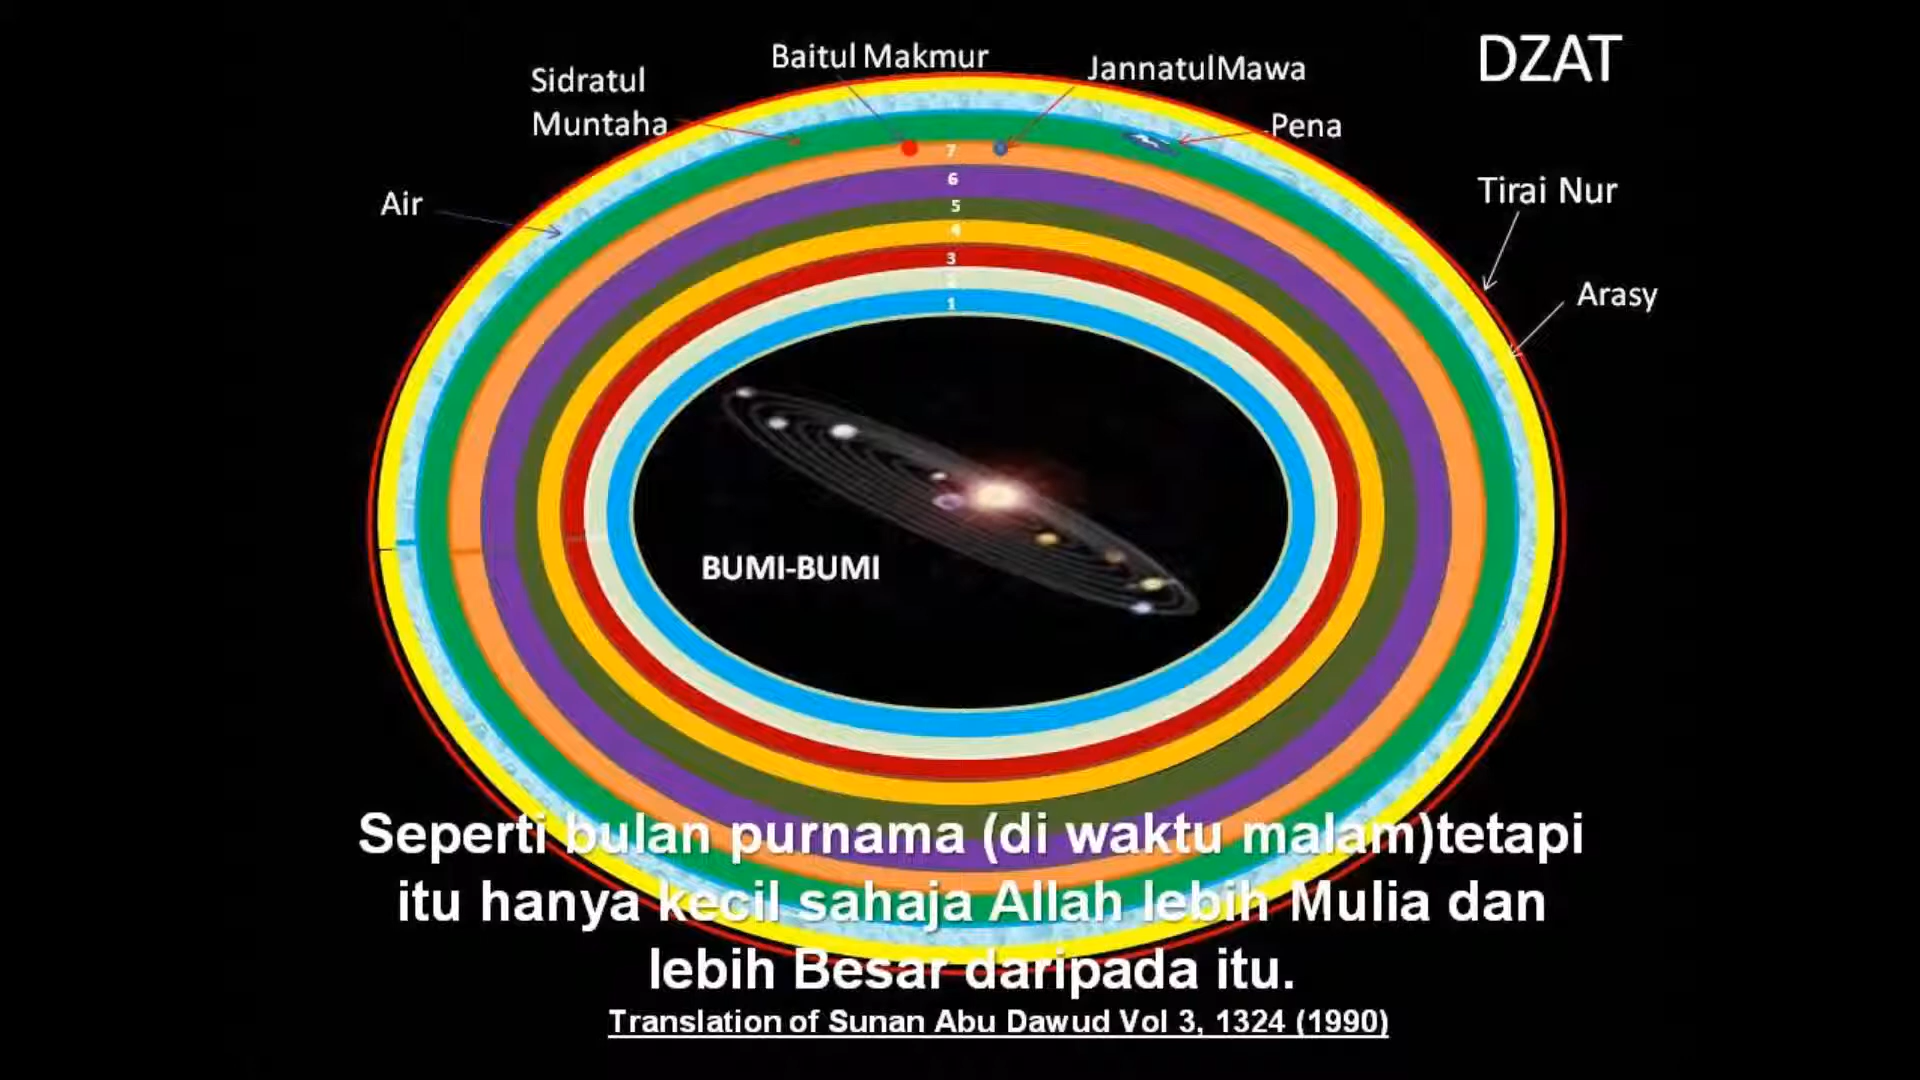 DZAT
Baitul Makmur
JannatulMawa
Sidratul
Muntaha
Pena
Air
Tirai Nur
Arasy
7
6
5
4
3
1
BUMI-BUMI
Seperti bulan purnama (di waktu malam)tetapi
itu hanya kecil sahaja Allah lebih Mulia dan
lebih Besar daripada itu.
Translation of Sunan Abu Dawud Vol 3, 1324 (1990)